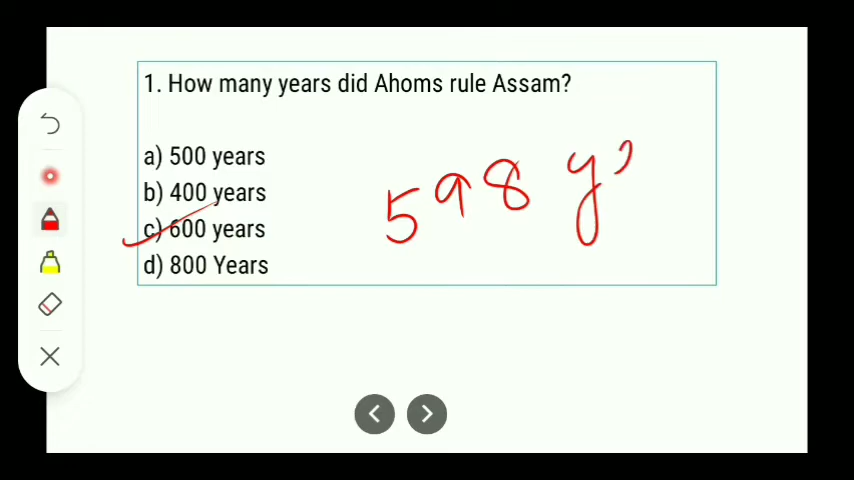 1. How many years did Ahoms rule Assam?
a) 500 years
b) 400 years
c) 600 years
d) 800 Years
598 y